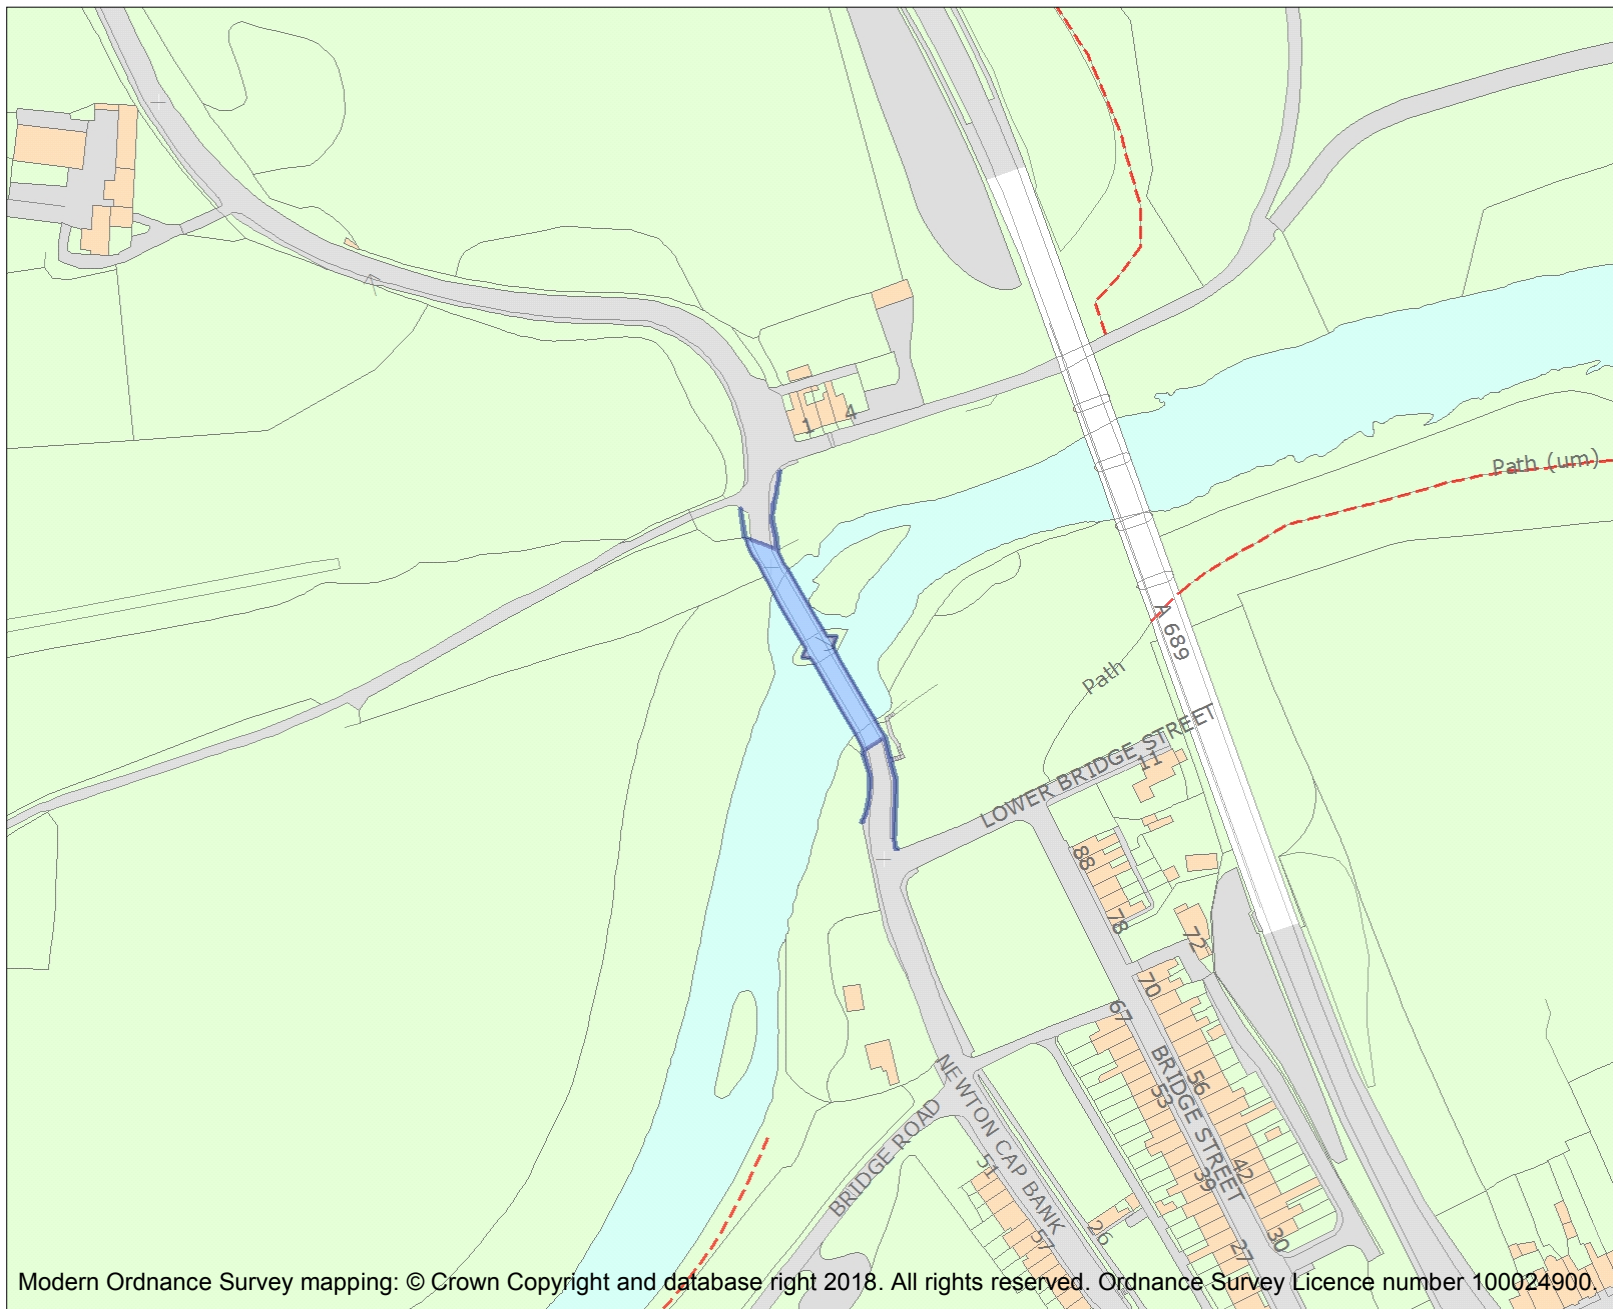 1
4
Path (um)
A 689
Path
LOWER BRIDGE STREET
11
88
78
72
70
67
BRIDGE STREET
56
53
NEWTON CAP BANK
BRIDGE ROAD
51
42
39
57
26
30
27
Modern Ordnance Survey mapping: © Crown Copyright and database right 2018. All rights reserved. Ordnance Survey Licence number 100024900.